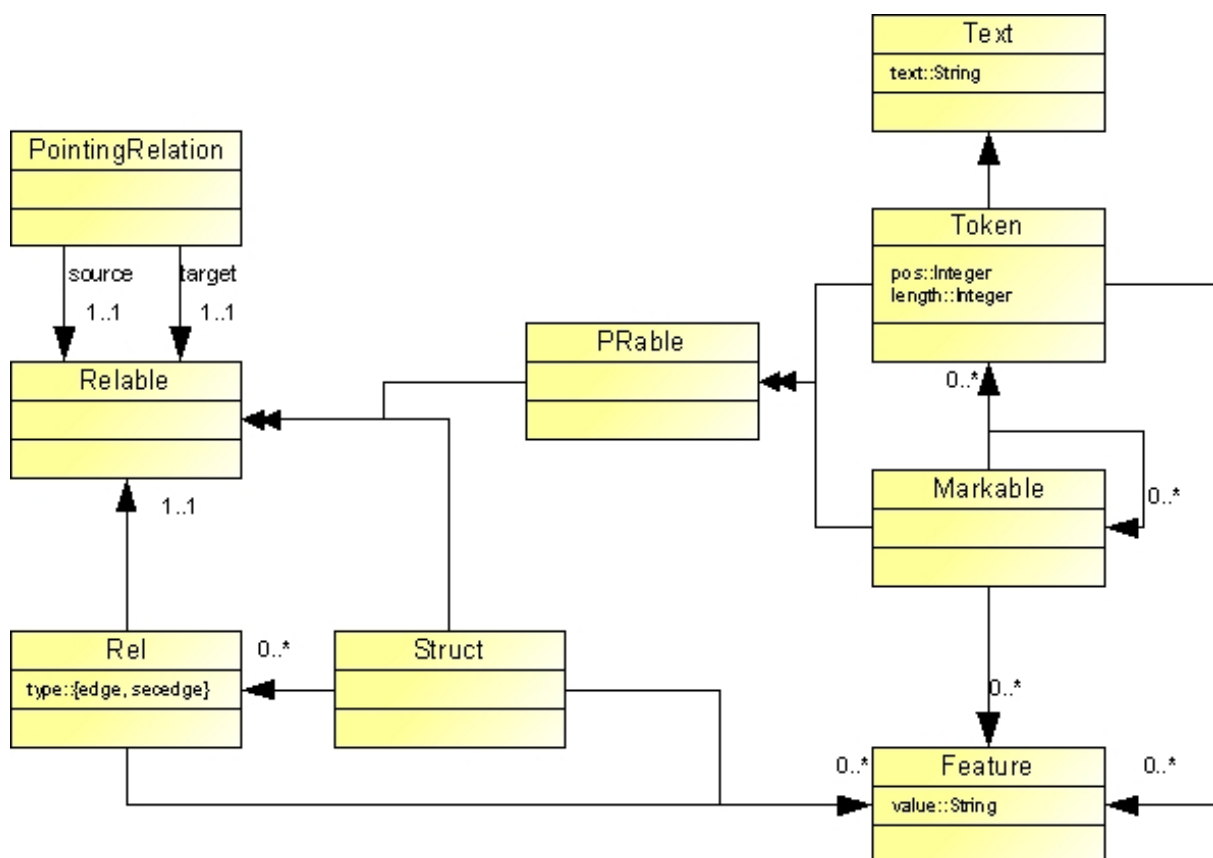 Text
text::String
PointingRelation
Token
pos::Integer
length::Integer
source
target
1..1
1..1
PRable
Relable
0..*
1..1
Markable
0..*
Rel
type::{edge, secedge}
0..*
Struct
0..*
0..*
Feature
value::String
0..*